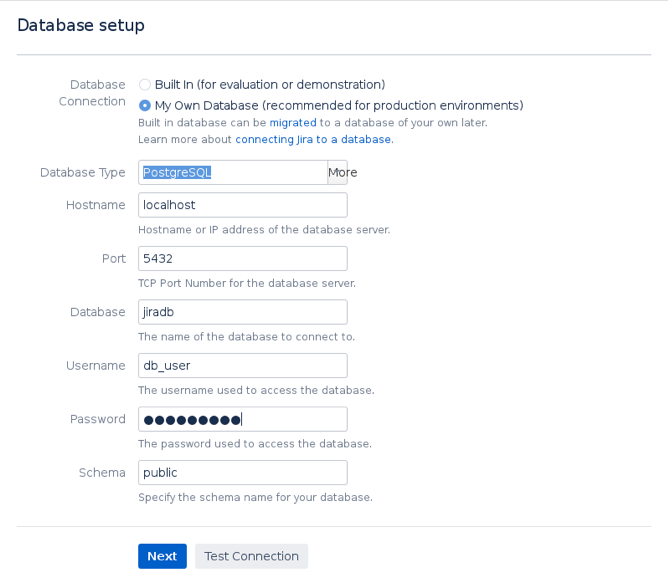 Database setup
Database Connection
Built In (for evaluation or demonstration)
My Own Database (recommended for production environments)
Built in database can be migrated to a database of your own later.
Learn more about connecting Jira to a database.
Database Type
PostgreSQL
More
Hostname
localhost
Hostname or IP address of the database server.
Port
5432
TCP Port Number for the database server.
Database
jiradb
The name of the database to connect to.
Username
db_user
The username used to access the database.
Password
●●●●●●●●●
The password used to access the database.
Schema
public
Specify the schema name for your database.
Next
Test Connection